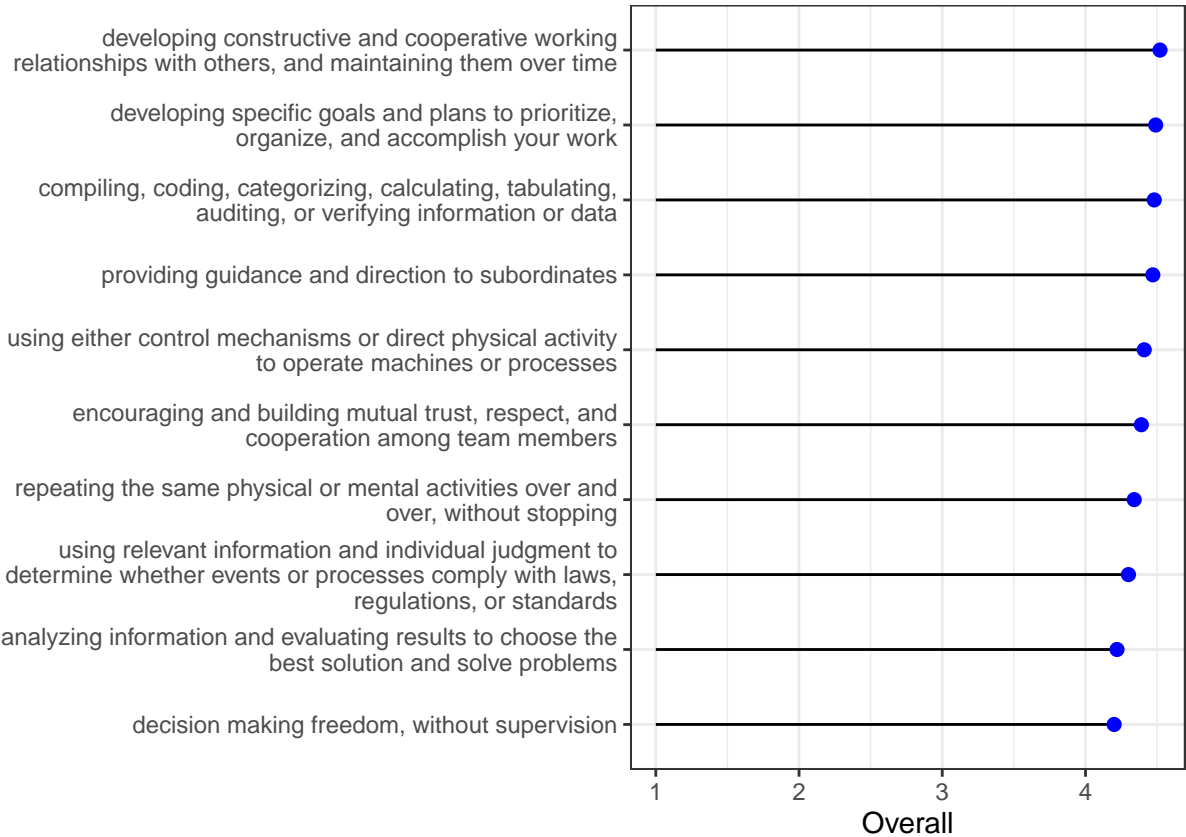 developing constructive and cooperative working
relationships with others, and maintaining them over time
developing specific goals and plans to prioritize,
organize, and accomplish your work
compiling, coding, categorizing, calculating, tabulating,
auditing, or verifying information or data
providing guidance and direction to subordinates
using either control mechanisms or direct physical activity
to operate machines or processes
encouraging and building mutual trust, respect, and
cooperation among team members
repeating the same physical or mental activities over and
over, without stopping
using relevant information and individual judgment to
determine whether events or processes comply with laws,
regulations, or standards
analyzing information and evaluating results to choose the
best solution and solve problems
decision making freedom, without supervision
1 2 3 4
Overall